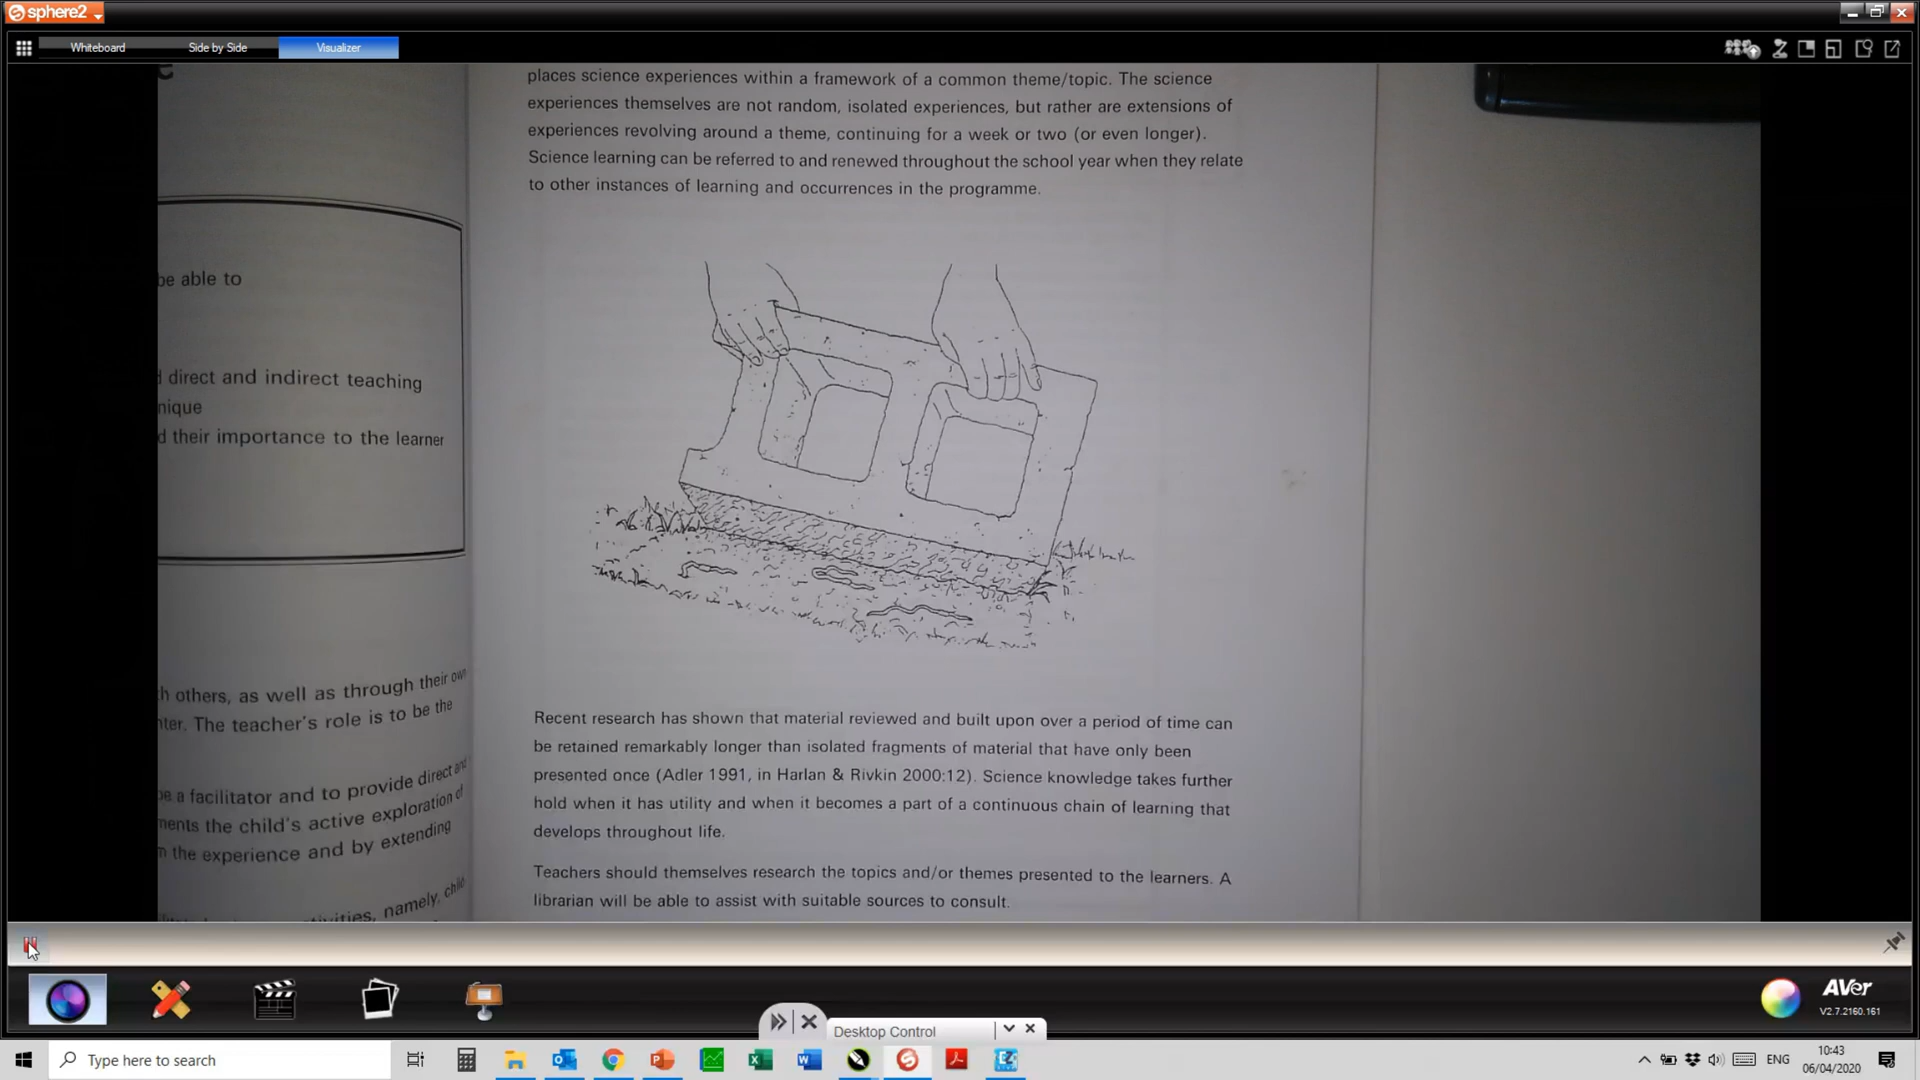 sphere2
Whiteboard
Side by Side
Visualizer
be able to
direct and indirect teaching
nique
d their importance to the learner
h others, as well as through their own
nter. The teacher's role is to be the
be a facilitator and to provide direct and
ments the child's active exploration of
the experience and by extending
namely, child-
places science experiences within a framework of a common theme/topic. The science
experiences themselves are not random, isolated experiences, but rather are extensions of
experiences revolving around a theme, continuing for a week or two (or even longer).
Science learning can be referred to and renewed throughout the school year when they relate
to other instances of learning and occurrences in the programme.
Recent research has shown that material reviewed and built upon over a period of time can
be retained remarkably longer than isolated fragments of material that have only been
presented once (Adler 1991, in Harlan & Rivkin 2000:12). Science knowledge takes further
hold when it has utility and when it becomes a part of a continuous chain of learning that
develops throughout life.
Teachers should themselves research the topics and/or themes presented to the learners. A
librarian will be able to assist with suitable sources to consult.
AVer
V2.7.2160.161
Desktop Control
Type here to search
ENG
10:43
06/04/2020